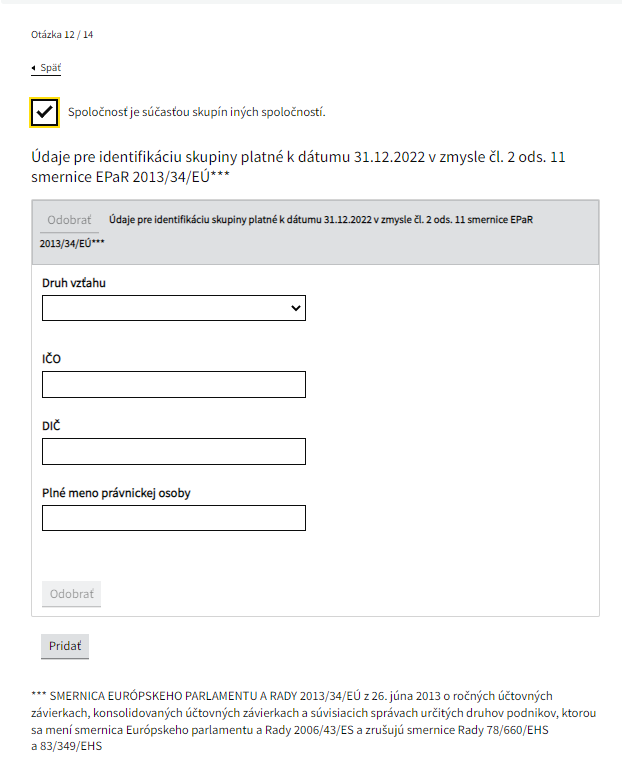 Otázka 12 / 14
Späť
Spoločnosť je súčasťou skupín iných spoločností.
Údaje pre identifikáciu skupiny platné k dátumu 31.12.2022 v zmysle čl. 2 ods. 11
smernice EPaR 2013/34/EÚ***
Odobrať Údaje pre identifikáciu skupiny platné k dátumu 31.12.2022 v zmysle čl. 2 ods. 11 smernice EPaR
2013/34/EÚ***
Druh vzťahu
IČO
DIČ
Plné meno právnickej osoby
Odobrať
Pridať
*** SMERNICA EURÓPSKEHO PARLAMENTU A RADY 2013/34/EÚ z 26. júna 2013 o ročných účtovných
závierkach, konsolidovaných účtovných závierkach a súvisiacich správach určitých druhov podnikov, ktorou
sa mení smernica Európskeho parlamentu a Rady 2006/43/ES a zrušujú smernice Rady 78/660/EHS
a 83/349/EHS